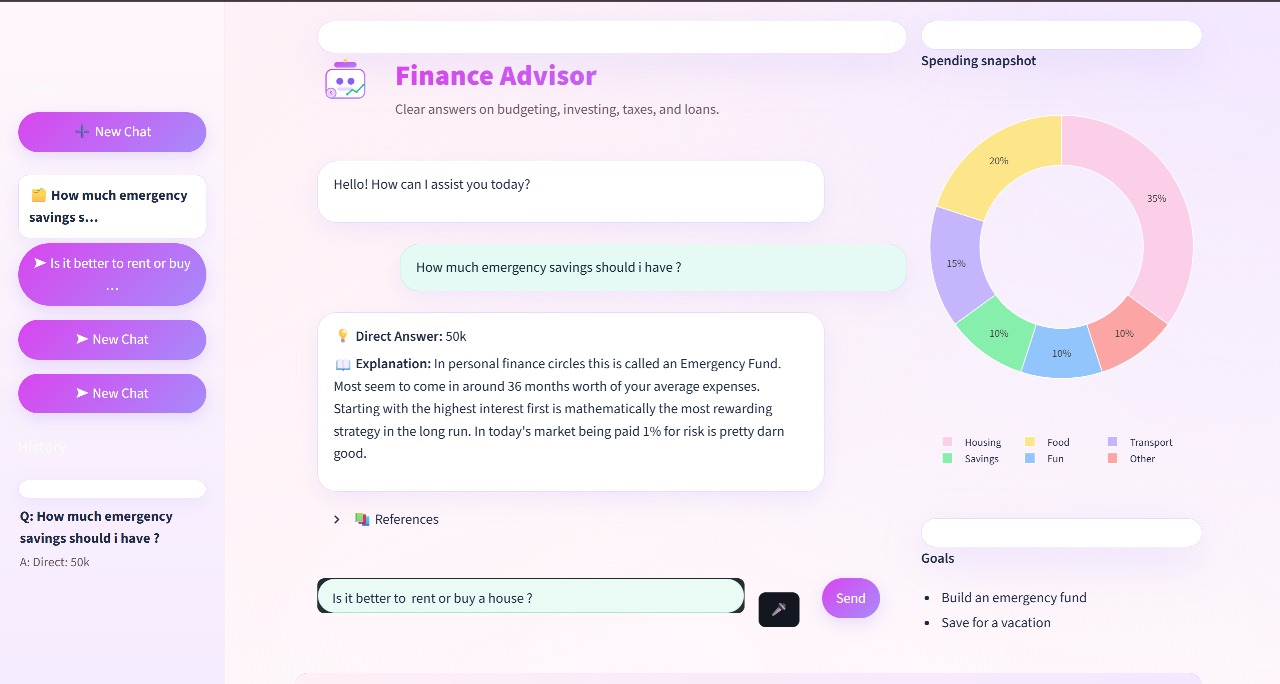 New Chat
How much emergency
savings s...
➤ Is it better to rent or buy
...
➤ New Chat
➤ New Chat
History
Q: How much emergency
savings should i have ?
A: Direct: 50k
Finance Advisor
Clear answers on budgeting, investing, taxes, and loans.
Hello! How can I assist you today?
How much emergency savings should i have ?
Direct Answer: 50k
Explanation: In personal finance circles this is called an Emergency Fund.
Most seem to come in around 36 months worth of your average expenses.
Starting with the highest interest first is mathematically the most rewarding
strategy in the long run. In today's market being paid 1% for risk is pretty darn
good.
References
Is it better to  rent or buy a house ?
Send
Spending snapshot
20%
35%
15%
10%
10%
10%
Housing Food Transport
Savings Fun Other
Goals
• Build an emergency fund
• Save for a vacation